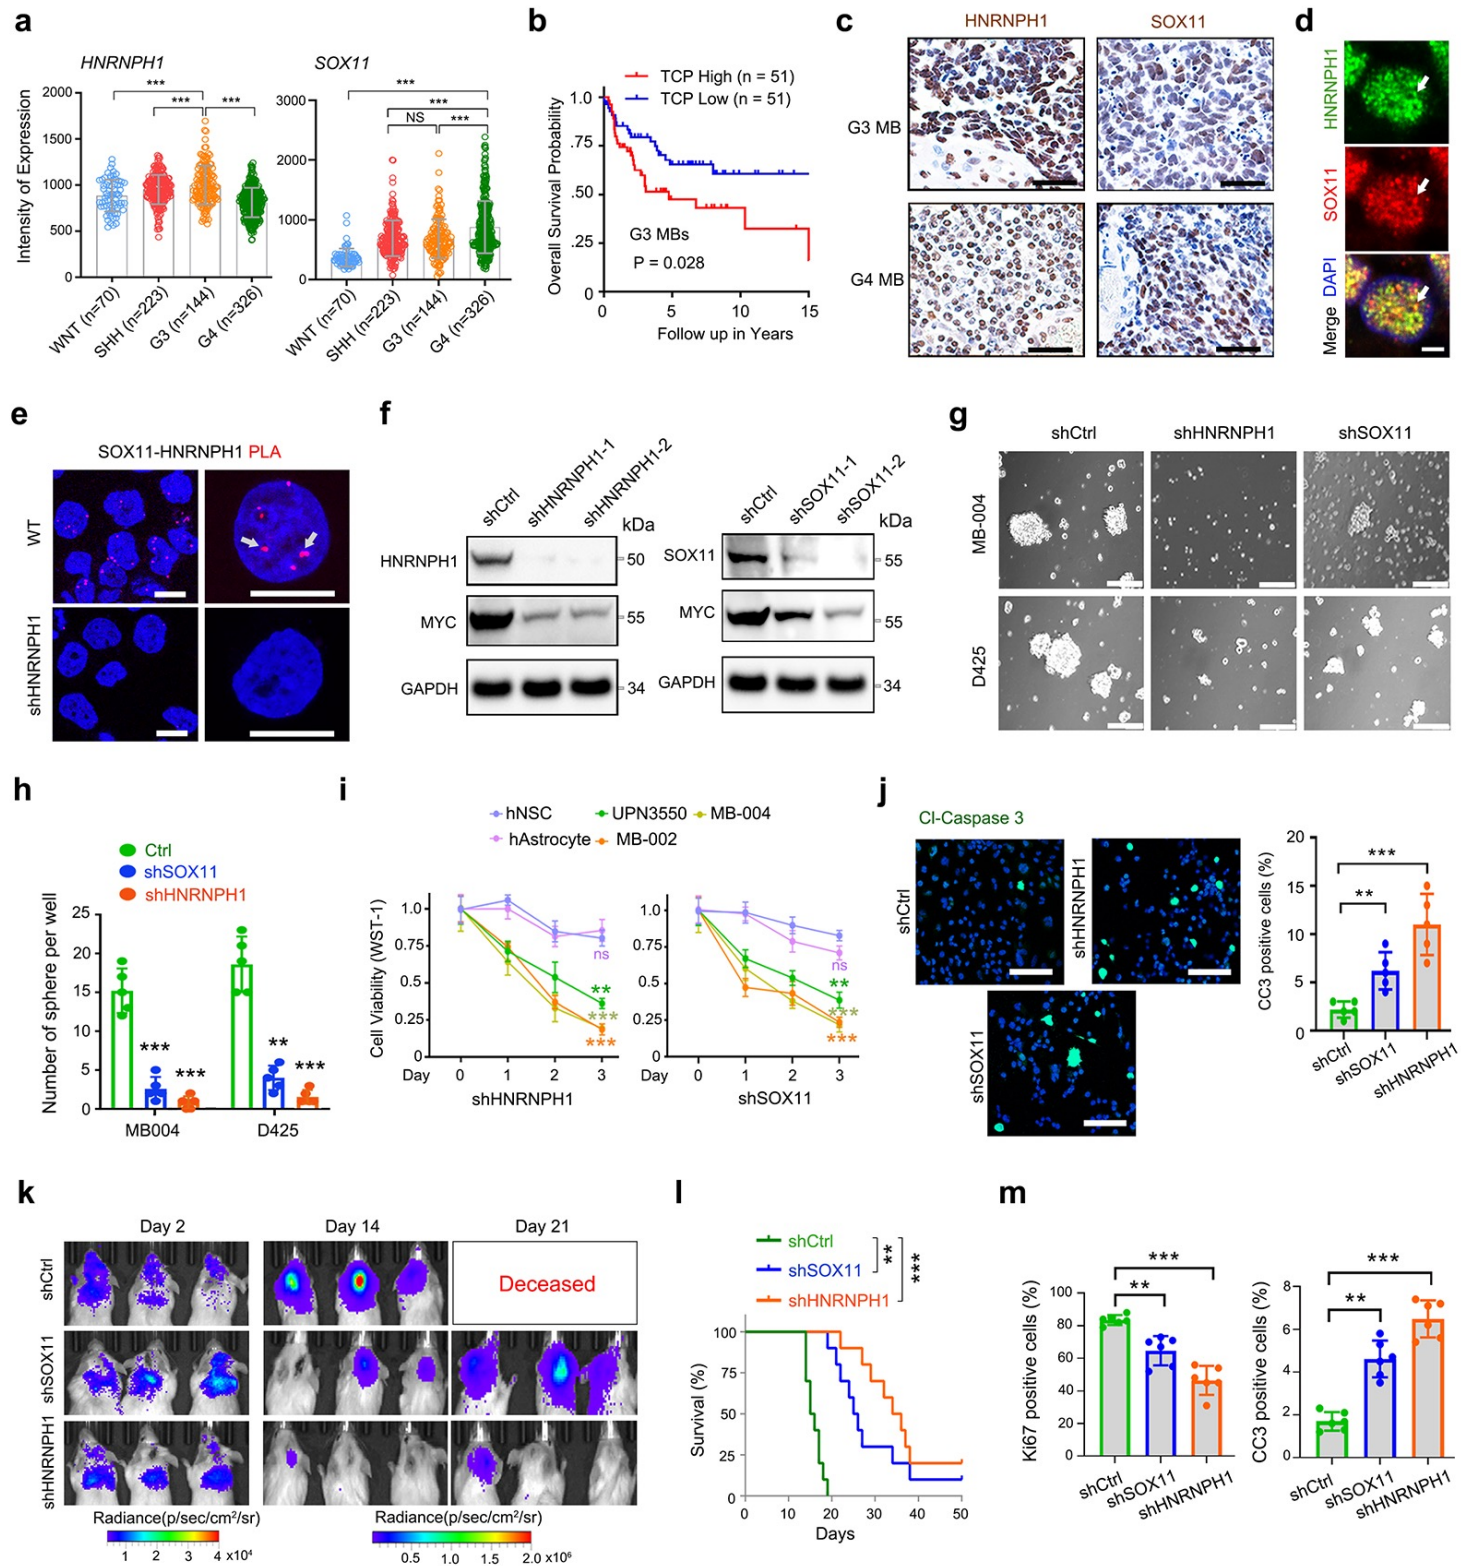 a
HNRNPH1
SOX11
Intensity of Expression
2000
1500
1000
500
0
*** *** ***
WNT (n=70)
SHH (n=223)
G3 (n=144)
G4 (n=326)
3000
2000
1000
0
***
***
NS ***
WNT (n=70)
SHH (n=223)
G3 (n=144)
G4 (n=326)
b
TCP High (n = 51)
TCP Low (n = 51)
Overall Survival Probability
1.0
.75
.5
.25
0
G3 MBs
P = 0.028
0 5 10 15
Follow up in Years
c
HNRNPH1 SOX11
G3 MB
G4 MB
d
HNRNPH1
SOX11
Merge DAPI
e
SOX11-HNRNPH1 PLA
WT
shHNRNPH1
f
shCtrl
shHNRNPH1-1
shHNRNPH1-2
kDa
HNRNPH1 50
MYC 55
GAPDH 34
shCtrl
shSOX11-1
shSOX11-2
kDa
SOX11 55
MYC 55
GAPDH 34
g
shCtrl shHNRNPH1 shSOX11
MB-004
D425
h
Ctrl
shSOX11
shHNRNPH1
Number of sphere per well
25
20
15
10
5
0
*** *** ** ***
MB004 D425
i
hNSC UPN3550 MB-004
hAstrocyte MB-002
Cell Viability (WST-1)
1.0
0.75
0.5
0.25
0
ns
**
***
***
Day 0 1 2 3
shHNRNPH1
1.0
0.75
0.5
0.25
0
ns
**
***
***
Day 0 1 2 3
shSOX11
j
Cl-Caspase 3
shCtrl
shHNRNPH1
shSOX11
CC3 positive cells (%)
20
15
10
5
0
***
**
shCtrl
shSOX11
shHNRNPH1
k
Day 2 Day 14 Day 21
shCtrl
Deceased
shSOX11
shHNRNPH1
Radiance(p/sec/cm²/sr)
1 2 3 4 x10⁴
Radiance(p/sec/cm²/sr)
0.5 1.0 1.5 2.0 x10⁶
l
shCtrl
shSOX11
shHNRNPH1
**
***
Survival (%)
100
75
50
25
0
0 10 20 30 40 50
Days
m
Ki67 positive cells (%)
100
80
60
40
20
0
***
**
shCtrl
shSOX11
shHNRNPH1
CC3 positive cells (%)
8
6
4
2
0
***
**
shCtrl
shSOX11
shHNRNPH1